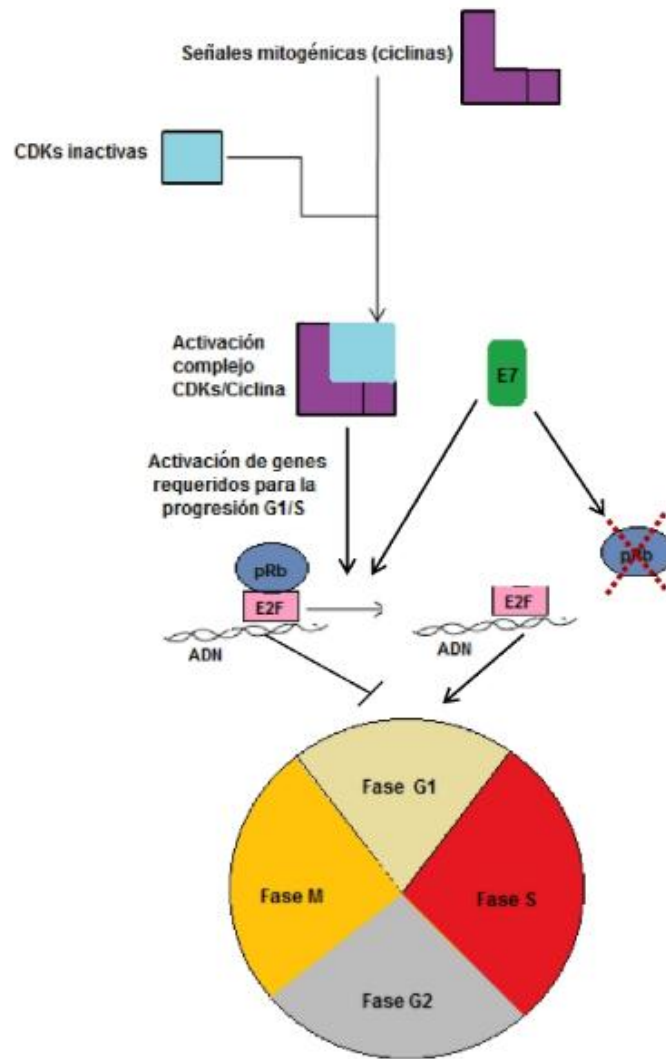 Señales mitogénicas (ciclinas)
CDKs inactivas
Activación
complejo
CDKs/Ciclina
E7
Activación de genes
requeridos para la
progresión G1/S
pRb
pRb
E2F
E2F
ADN
ADN
Fase G1
Fase M
Fase S
Fase G2